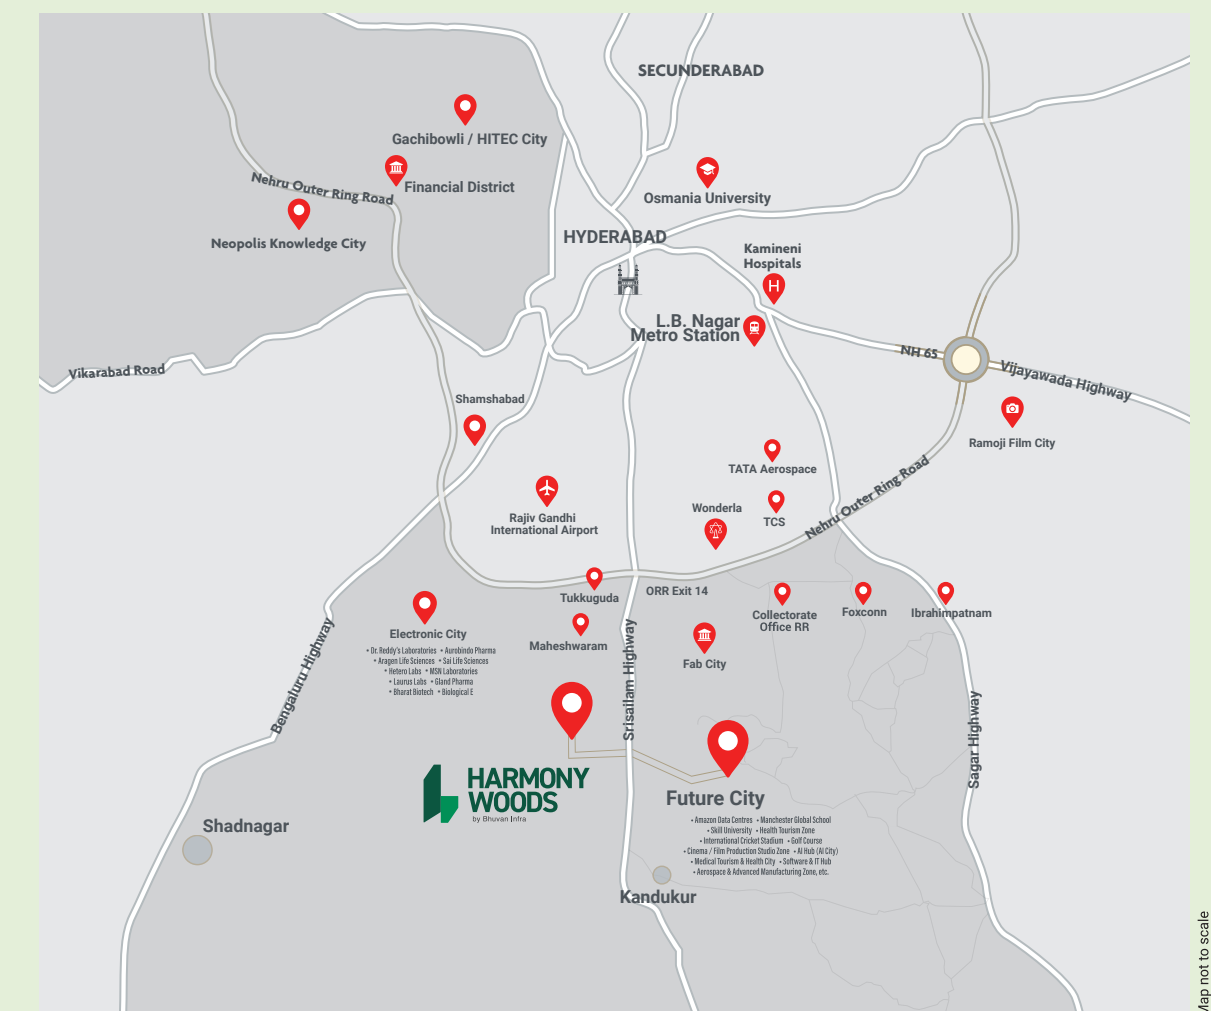 SECUNDERABAD
Gachibowli / HITEC City
Nehru Outer Ring Road
Financial District
Osmania University
Neopolis Knowledge City
HYDERABAD
Kamineni
Hospitals
L.B. Nagar
Metro Station
NH 65
Vijayawada Highway
Vikarabad Road
Shamshabad
Ramoji Film City
TATA Aerospace
Nehru Outer Ring Road
Rajiv Gandhi
International Airport
Wonderla
TCS
Tukkuguda
ORR Exit 14
Collectorate
Office RR
Foxconn
Ibrahimpatnam
Electronic City
• Dr. Reddy's Laboratories • Aurobindo Pharma
• Aragen Life Sciences • Sai Life Sciences
• Hetero Labs • MSN Laboratories
• Laurus Labs • Gland Pharma
• Bharat Biotech • Biological E
Maheshwaram
Fab City
Bengaluru Highway
Srisailam Highway
Sagar Highway
HARMONY
WOODS
by Bhuvan Infra
Future City
• Amazon Data Centres • Manchester Global School
• Skill University • Health Tourism Zone
• International Cricket Stadium • Golf Course
• Cinema / Film Production Studio Zone • AI Hub (AI City)
• Medical Tourism & Health City • Software & IT Hub
• Aerospace & Advanced Manufacturing Zone, etc.
Shadnagar
Kandukur
Map not to scale